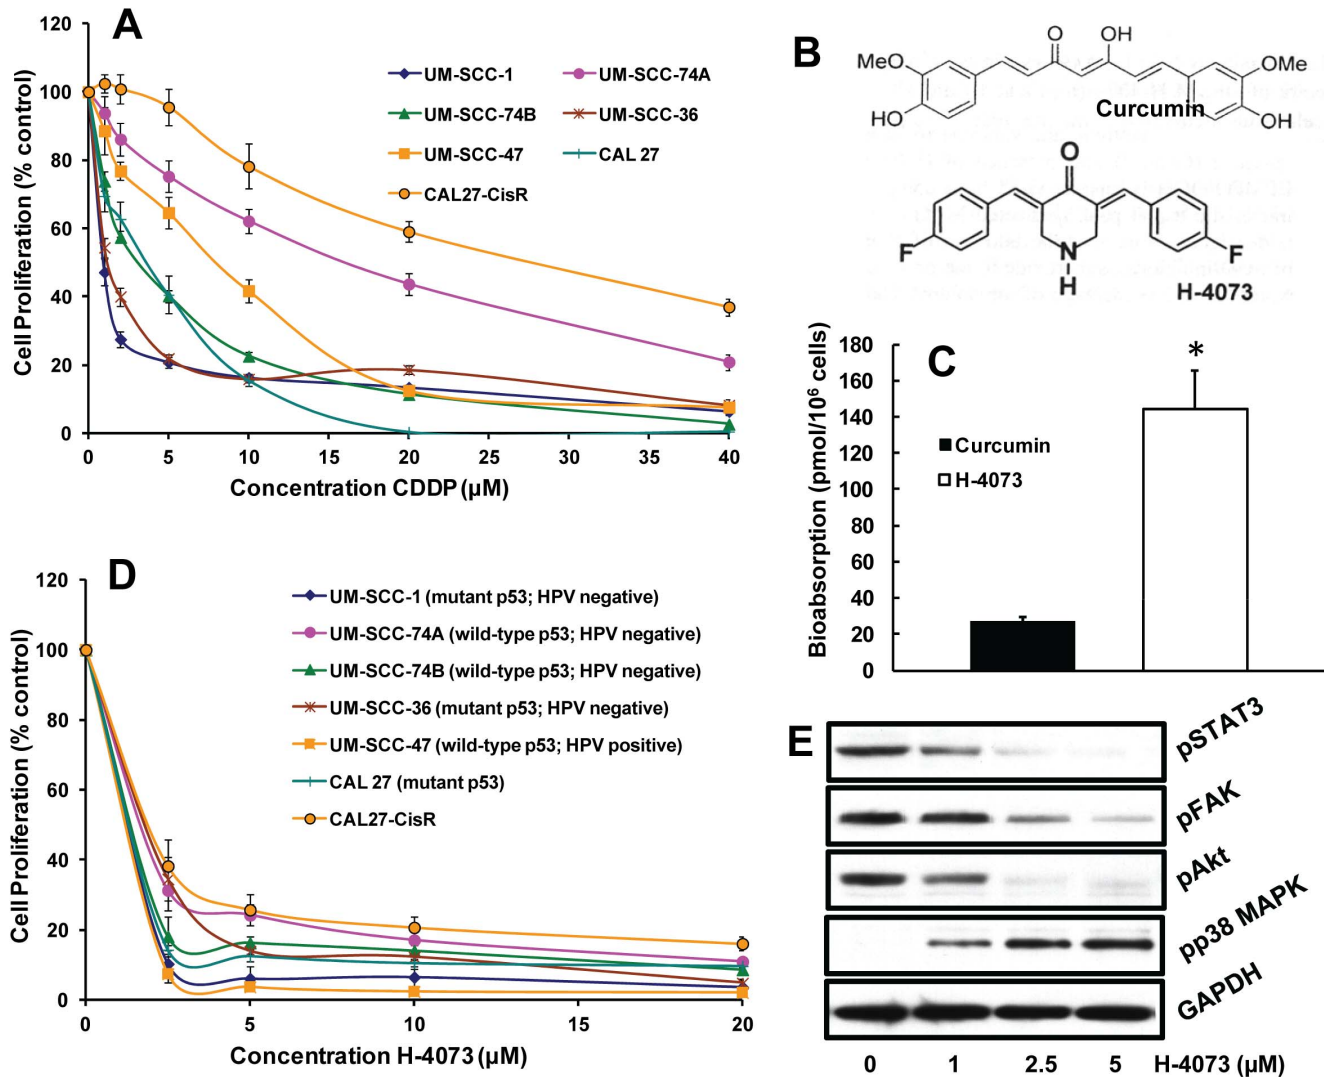 A
120
100
80
60
40
20
0
Cell Proliferation (% control)
UM-SCC-1
UM-SCC-74A
UM-SCC-74B
UM-SCC-36
UM-SCC-47
CAL 27
CAL27-CisR
0 5 10 15 20 25 30 35 40
Concentration CDDP (μM)
B
O OH
MeO OMe
HO OH
Curcumin
O
F F
N
H
H-4073
C
180
160
140
120
100
80
60
40
20
0
Bioabsorption (pmol/10⁶ cells)
*
Curcumin
H-4073
D
120
100
80
60
40
20
0
Cell Proliferation (% control)
UM-SCC-1 (mutant p53; HPV negative)
UM-SCC-74A (wild-type p53; HPV negative)
UM-SCC-74B (wild-type p53; HPV negative)
UM-SCC-36 (mutant p53; HPV negative)
UM-SCC-47 (wild-type p53; HPV positive)
CAL 27 (mutant p53)
CAL27-CisR
0 5 10 15 20
Concentration H-4073 (μM)
E
pSTAT3
pFAK
pAkt
pp38 MAPK
GAPDH
0 1 2.5 5 H-4073 (μM)